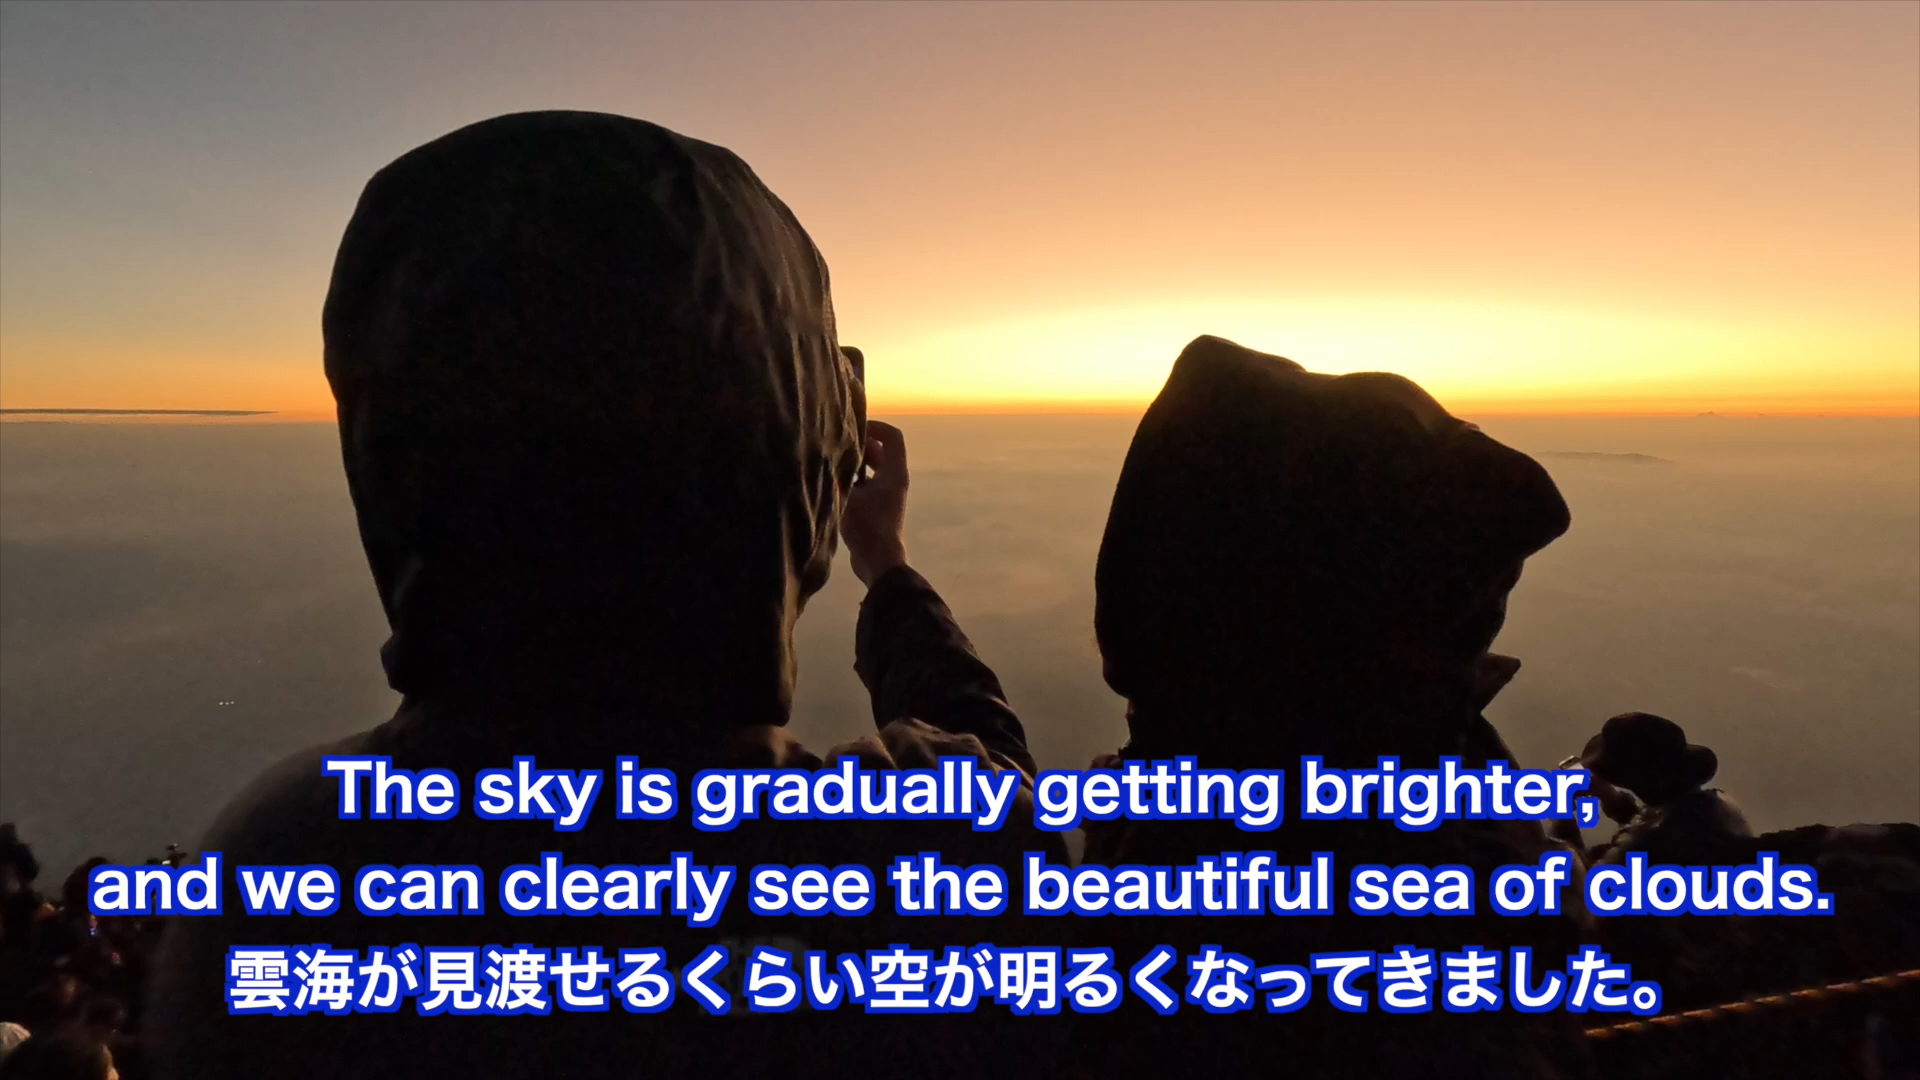 The sky is gradually getting brighter,
and we can clearly see the beautiful sea of clouds.
雲海が見渡せるくらい空が明るくなってきました。